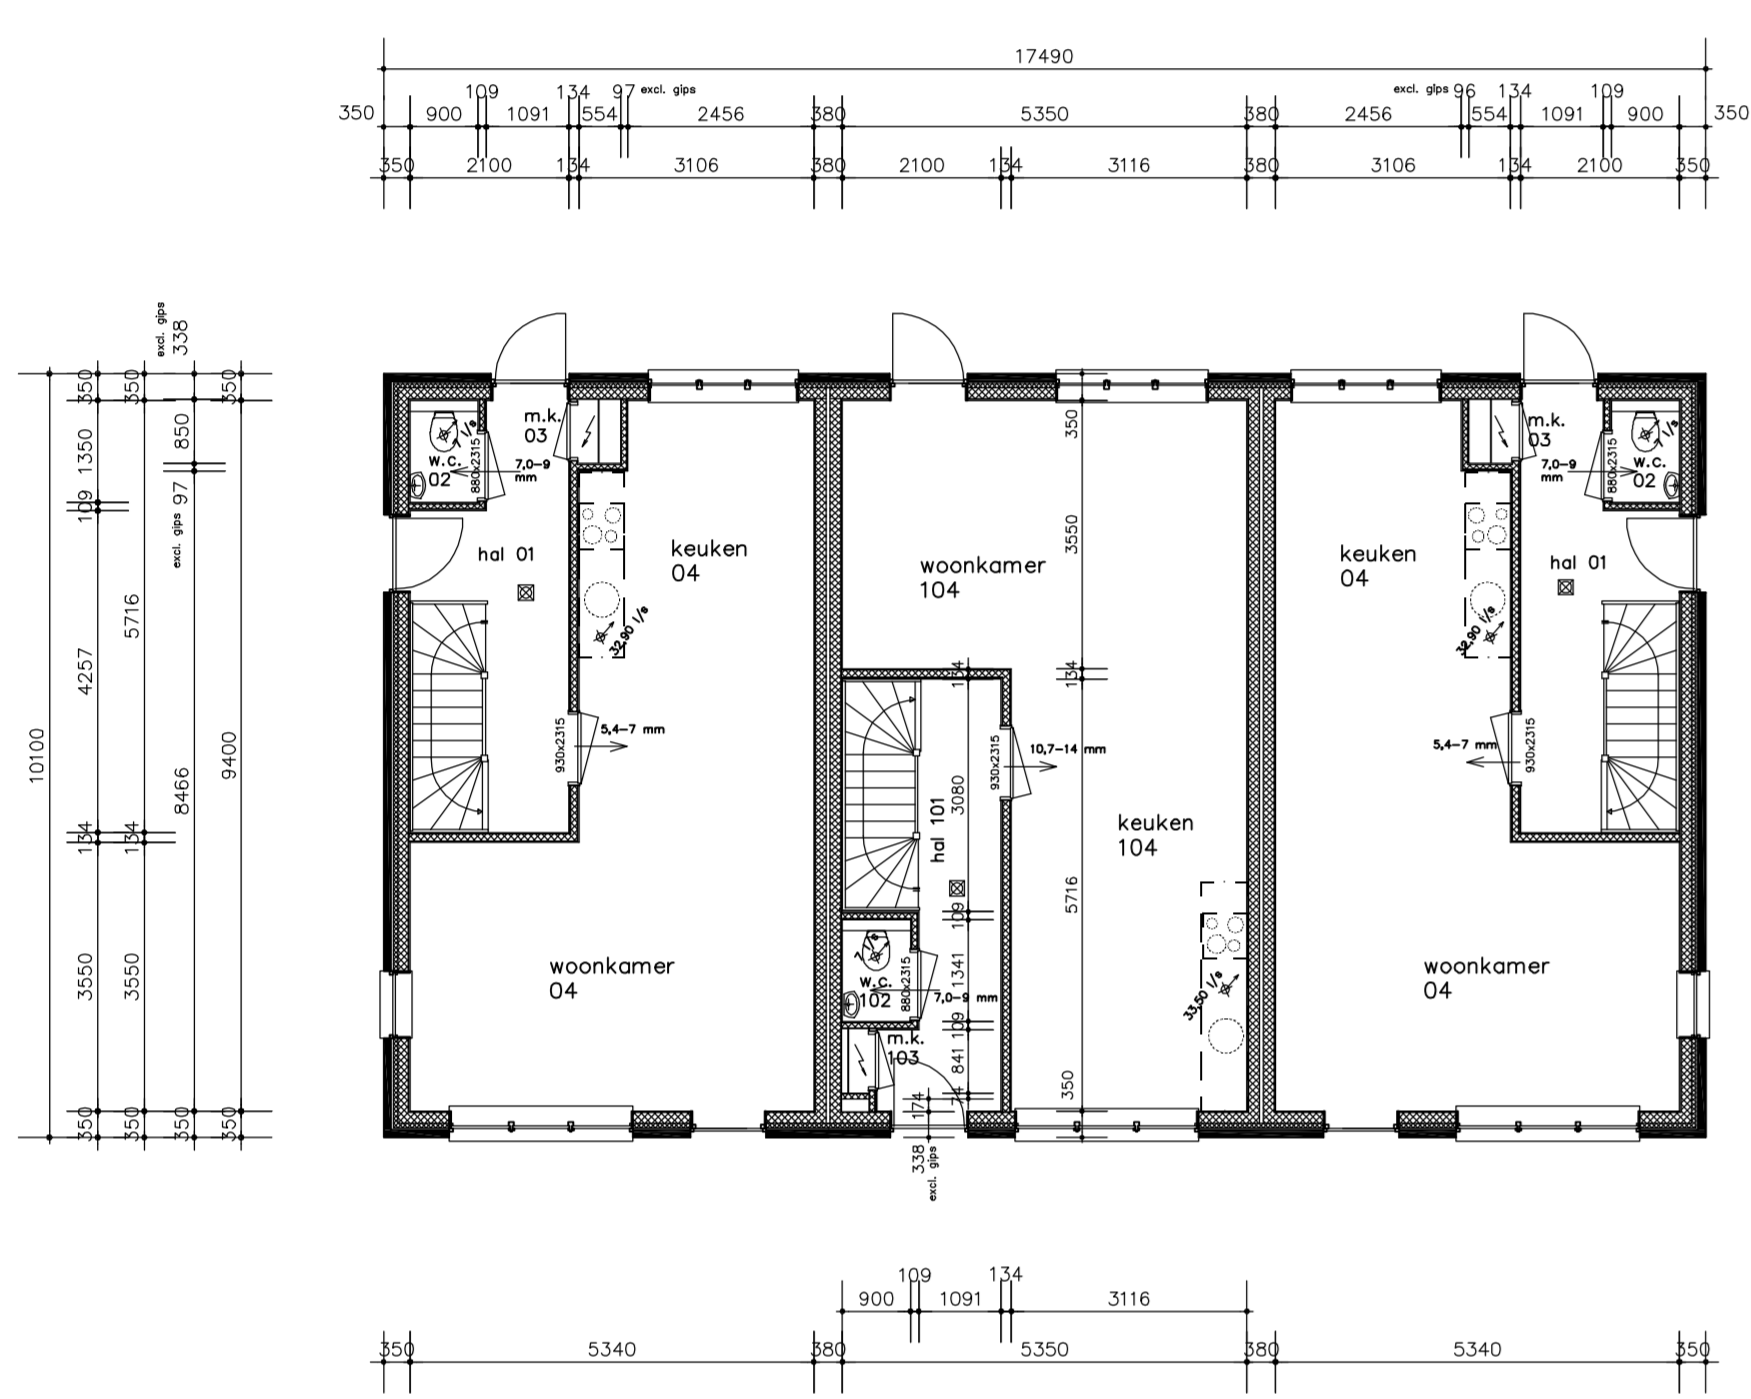 17490
109 134 97 excl. gips excl. gips 96 134 109
350 900 1091 554 2456 380 5350 380 2456 554 1091 900 350
350 2100 134 3106 380 2100 134 3116 380 3106 134 2100 350
excl. gips
338
350 350 350
850
1350
109
97
excl. gips
5716
4257
10100
8466
9400
134 134
3550 3550
350 350 350 350
m.k.
03
7 l/s
w.c.
02
880x2315
7,0-9
mm
hal 01
keuken
04
32,90 l/s
930x2315
5,4-7 mm
woonkamer
04
woonkamer
104
350
3550
134
134
930x2315
10,7-14 mm
3080
hal 101
keuken
104
5716
109
7 l/s
w.c.
102
880x2315
1341
7,0-9 mm
109
m.k.
103
841
74
174
350
338
excl. gips
33,50 l/s
keuken
04
m.k.
03
7 l/s
w.c.
02
880x2315
7,0-9
mm
hal 01
32,90 l/s
5,4-7 mm
930x2315
woonkamer
04
109 134
900 1091 3116
350 5340 380 5350 380 5340 350